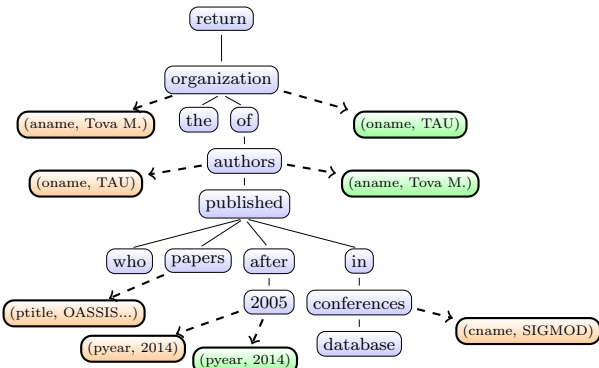 return
organization
(aname, Tova M.)
the
of
(oname, TAU)
authors
(oname, TAU)
(aname, Tova M.)
published
who
papers
after
in
(ptitle, OASSIS...)
2005
conferences
(cname, SIGMOD)
(pyear, 2014)
(pyear, 2014)
database